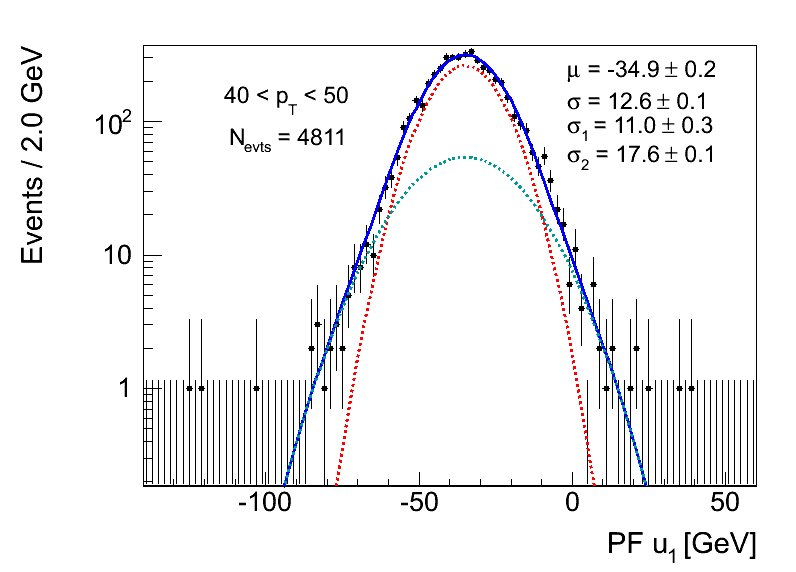 Events / 2.0 GeV
40 < p_T < 50
N_evts = 4811
μ = -34.9 ± 0.2
σ = 12.6 ± 0.1
σ_1 = 11.0 ± 0.3
σ_2 = 17.6 ± 0.1
10^2
10
1
-100 -50 0 50
PF u_1 [GeV]